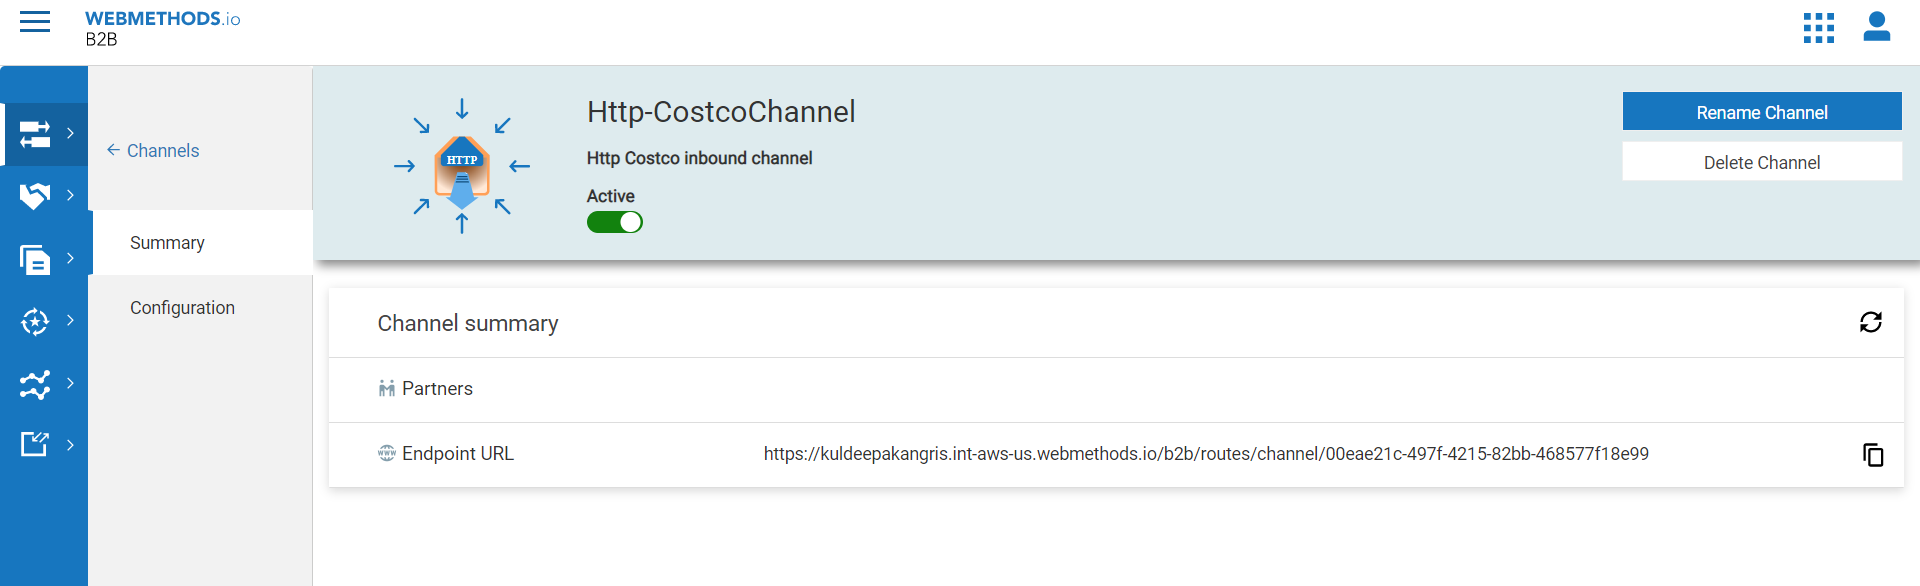 WEBMETHODS.io
B2B
Channels
Summary
Configuration
HTTP
Http-CostcoChannel
Http Costco inbound channel
Active
Rename Channel
Delete Channel
Channel summary
Partners
www Endpoint URL https://kuldeepakangris.int-aws-us.webmethods.io/b2b/routes/channel/00eae21c-497f-4215-82bb-468577f18e99